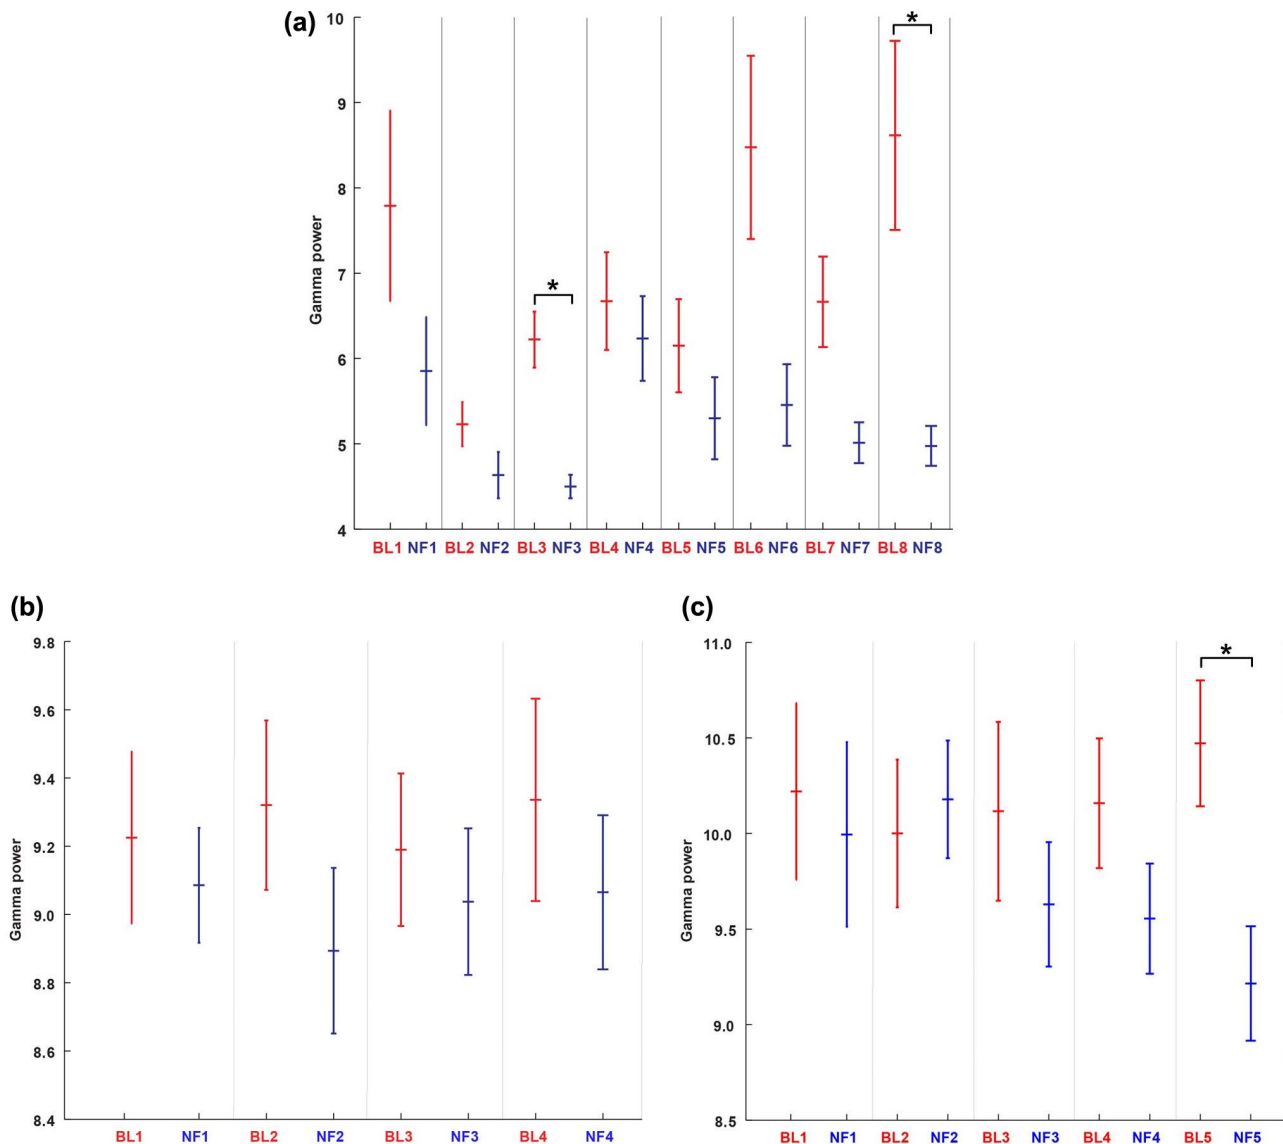 (a)
*
*
10
9
8
7
6
5
4
Gamma power
BL1 NF1 BL2 NF2 BL3 NF3 BL4 NF4 BL5 NF5 BL6 NF6 BL7 NF7 BL8 NF8
(b)
9.8
9.6
9.4
9.2
9.0
8.8
8.6
8.4
Gamma power
BL1 NF1 BL2 NF2 BL3 NF3 BL4 NF4
(c)
*
11.0
10.5
10.0
9.5
9.0
8.5
Gamma power
BL1 NF1 BL2 NF2 BL3 NF3 BL4 NF4 BL5 NF5